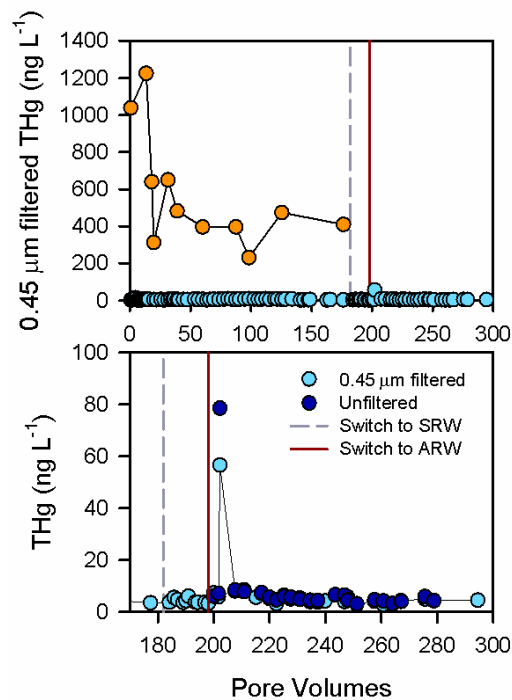 0.45 µm filtered THg (ng L⁻¹)
1400
1200
1000
800
600
400
200
0
0 50 100 150 200 250 300
THg (ng L⁻¹)
100
80
60
40
20
0
0.45 µm filtered
Unfiltered
Switch to SRW
Switch to ARW
180 200 220 240 260 280 300
Pore Volumes